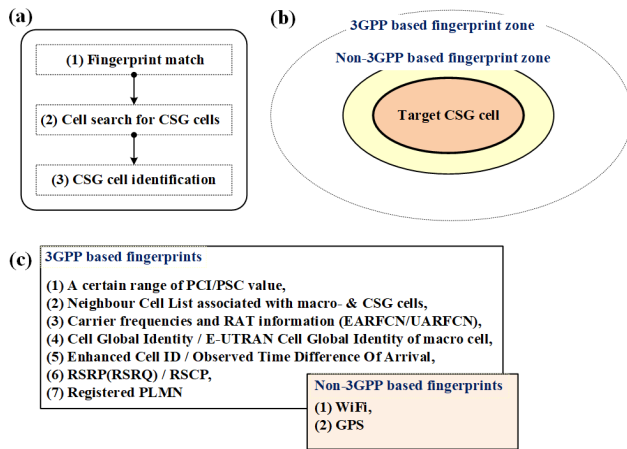 (a)
(1) Fingerprint match
(2) Cell search for CSG cells
(3) CSG cell identification
(b)
3GPP based fingerprint zone
Non-3GPP based fingerprint zone
Target CSG cell
(c)
3GPP based fingerprints
(1) A certain range of PCI/PSC value,
(2) Neighbour Cell List associated with macro- & CSG cells,
(3) Carrier frequencies and RAT information (EARFCN/UARFCN),
(4) Cell Global Identity / E-UTRAN Cell Global Identity of macro cell,
(5) Enhanced Cell ID / Observed Time Difference Of Arrival,
(6) RSRP(RSRQ) / RSCP,
(7) Registered PLMN
Non-3GPP based fingerprints
(1) WiFi,
(2) GPS